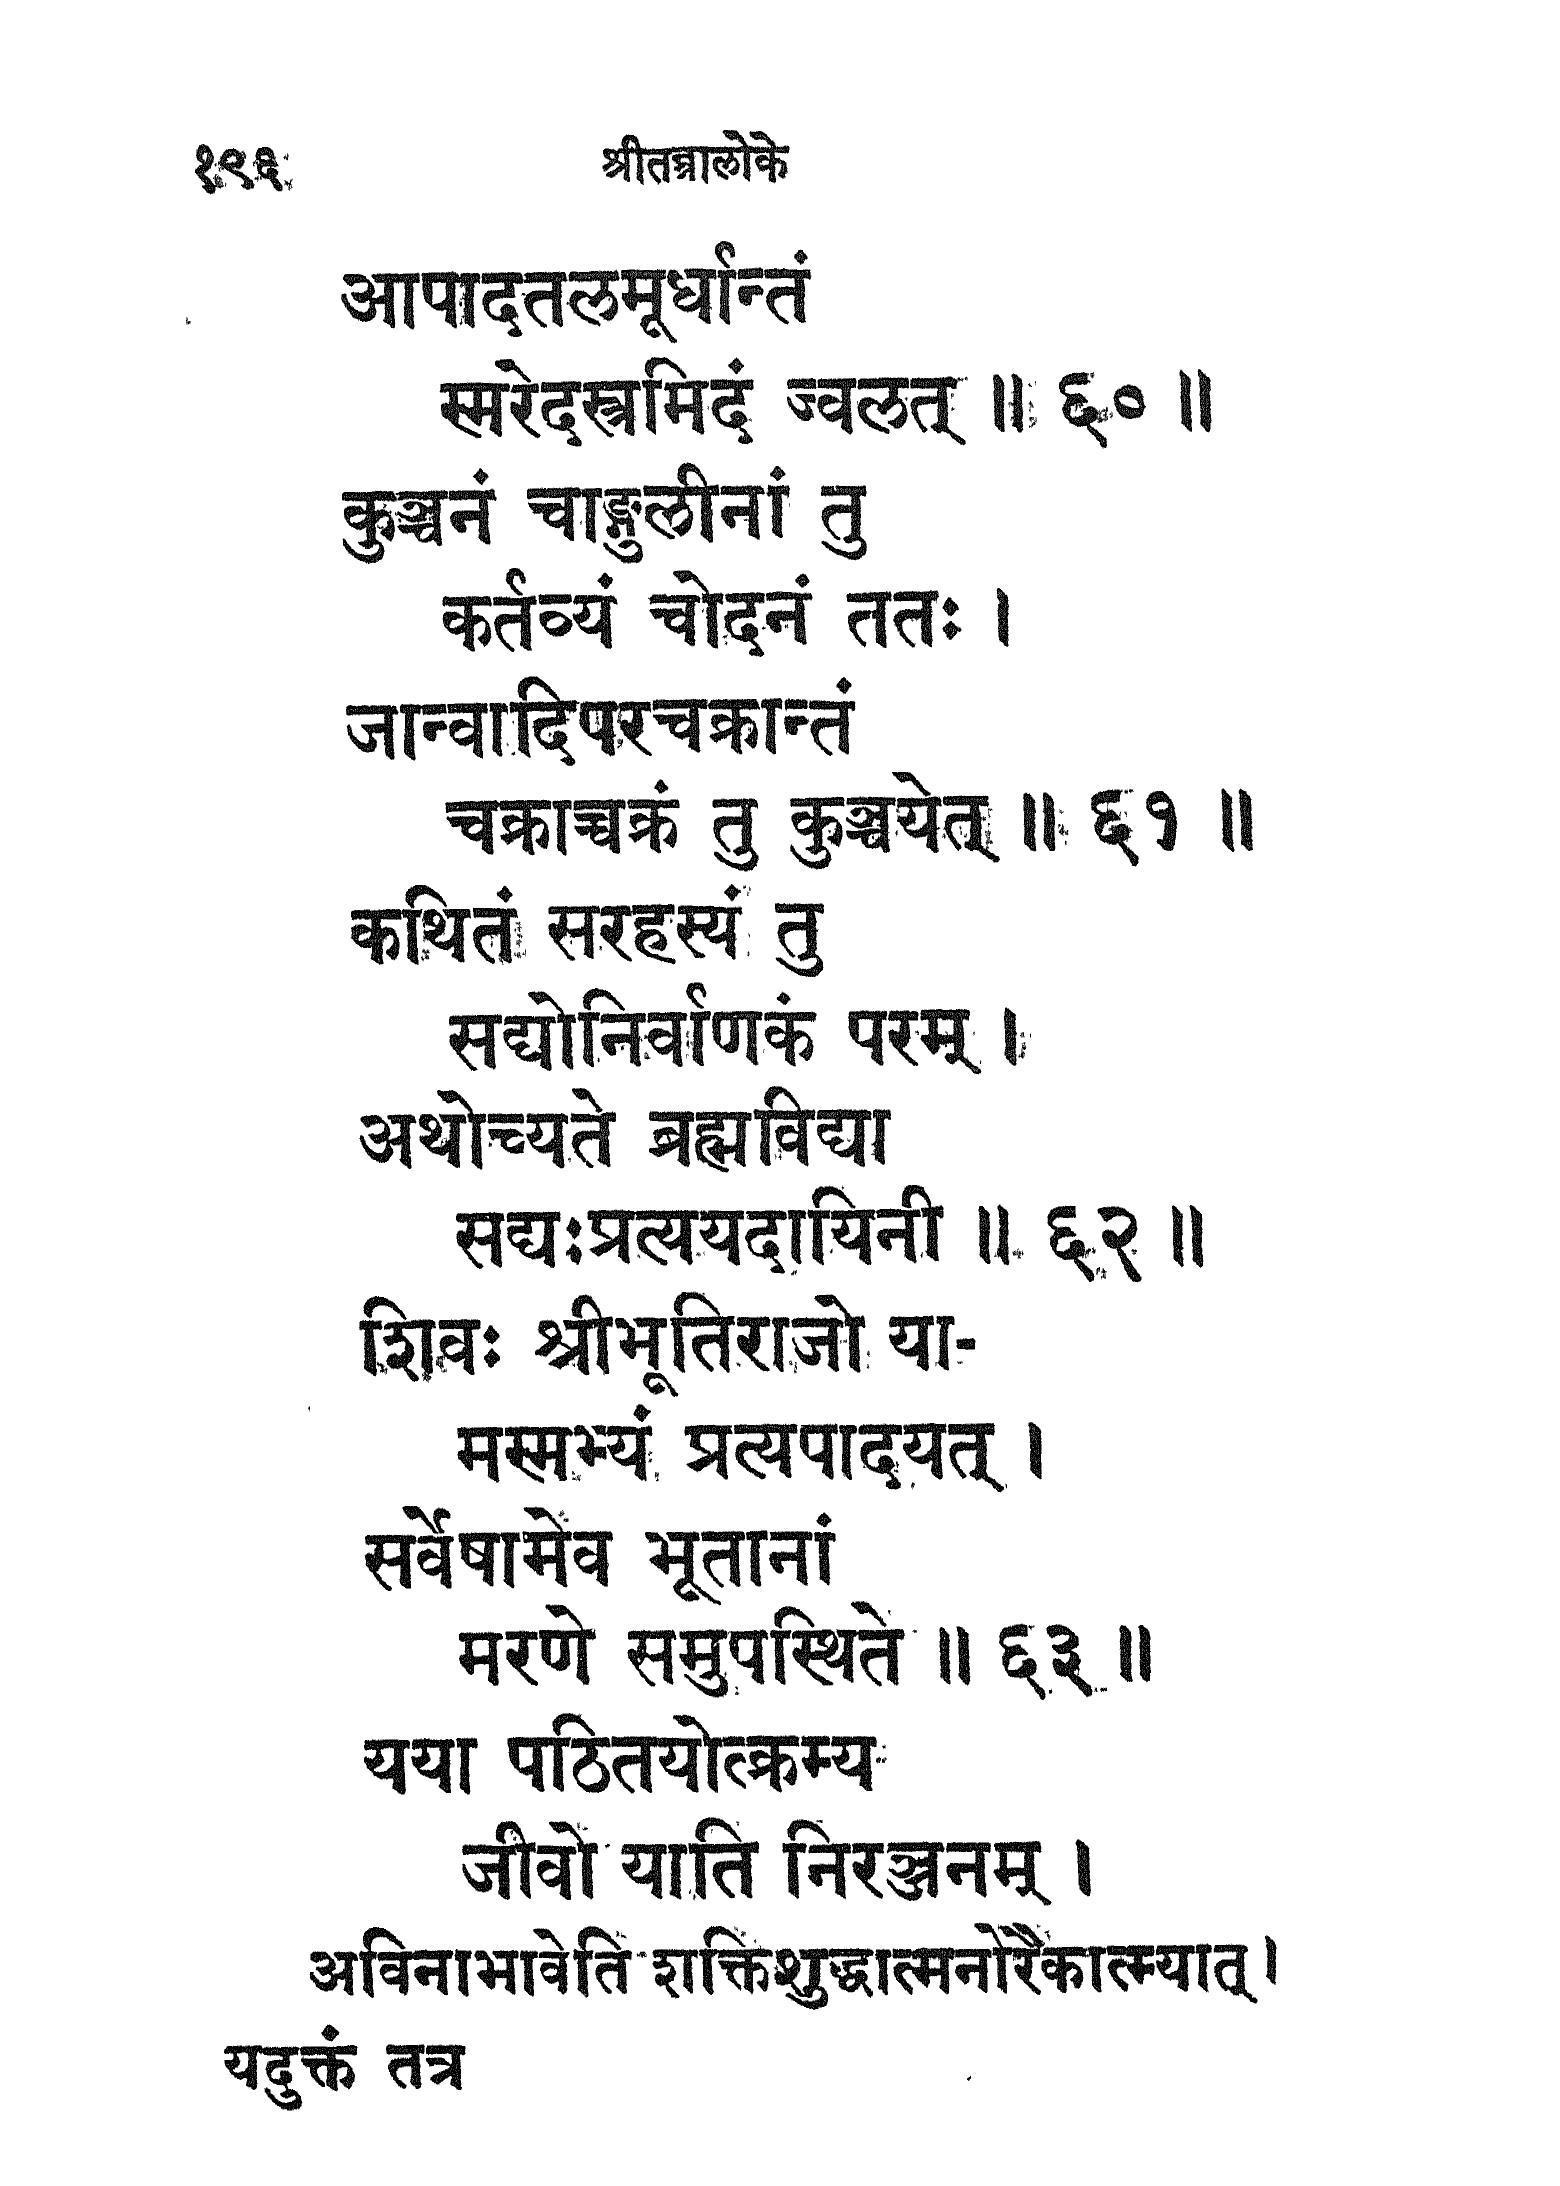 १९६ श्रीतन्त्रालोके
आपादतलमूर्धान्तं
स्मरेदस्त्रमिदं ज्वलत् ॥ ६० ॥
कुञ्चनं चाङ्गुलीनां तु
कर्तव्यं चोदनं ततः ।
जान्वादिपरचक्रान्तं
चक्राच्चक्रं तु कुञ्चयेत् ॥ ६१ ॥
कथितं सरहस्यं तु
सद्योनिर्वाणकं परम् ।
अथोच्यते ब्रह्मविद्या
सद्यःप्रत्ययदायिनी ॥ ६२ ॥
शिवः श्रीभूतिराजो या-
मस्मभ्यं प्रत्यपादयत् ।
सर्वेषामेव भूतानां
मरणे समुपस्थिते ॥ ६३ ॥
यया पठितयोत्क्रम्य
जीवो याति निरञ्जनम् ।
अविनाभावेति शक्तिशुद्धात्मनोरैकात्म्यात् ।
यदुक्तं तत्र